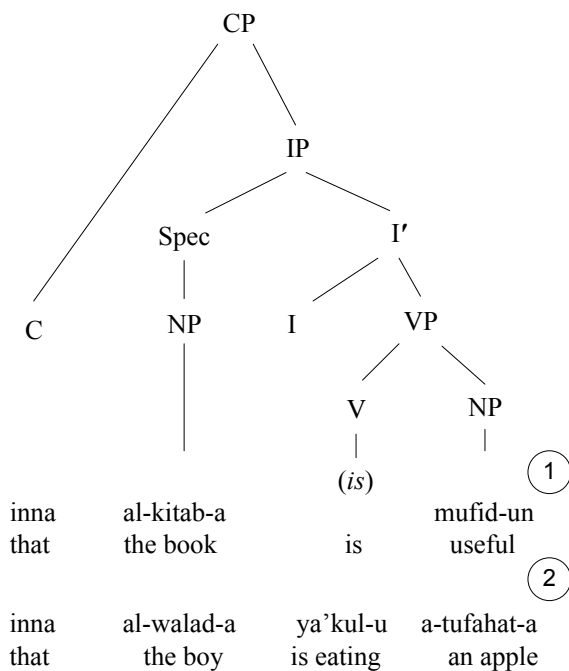 CP
IP
Spec I′
C NP I VP
V NP
(is) 1
inna al-kitab-a mufid-un
that the book is useful
2
inna al-walad-a ya’kul-u a-tufahat-a
that the boy is eating an apple